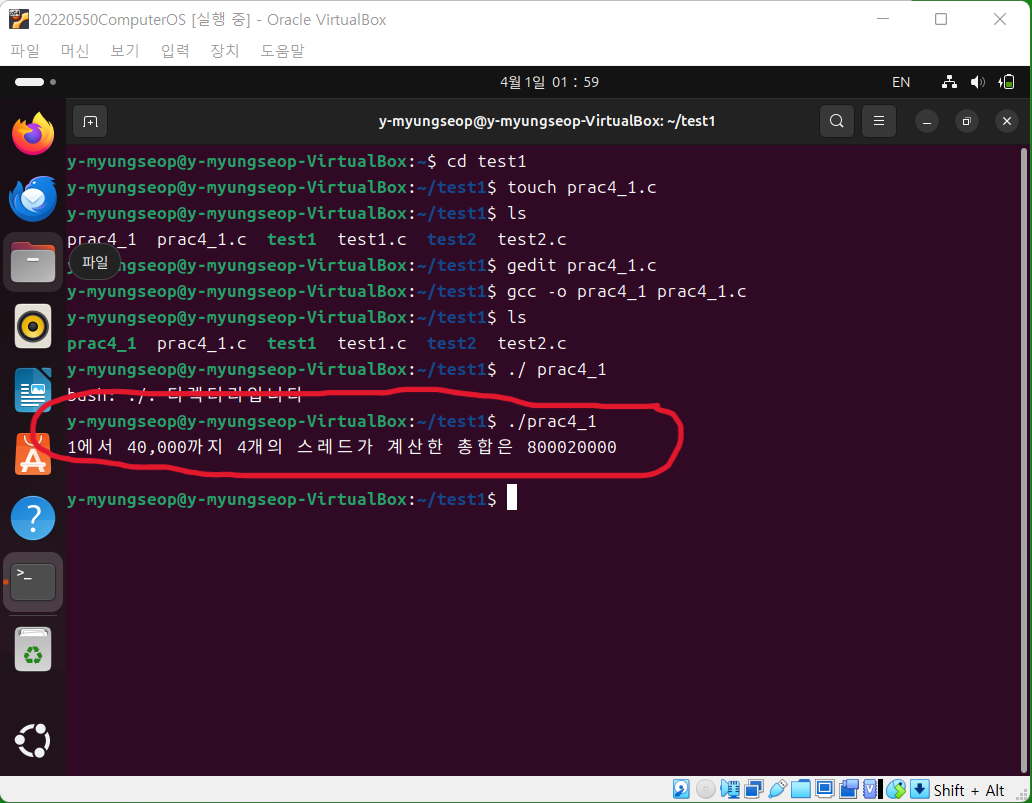 20220550ComputerOS [실행 중] - Oracle VirtualBox
파일 머신 보기 입력 장치 도움말
4월 1일 01 : 59
EN
y-myungseop@y-myungseop-VirtualBox: ~/test1
y-myungseop@y-myungseop-VirtualBox:~$ cd test1
y-myungseop@y-myungseop-VirtualBox:~/test1$ touch prac4_1.c
y-myungseop@y-myungseop-VirtualBox:~/test1$ ls
prac4_1 prac4_1.c test1 test1.c test2 test2.c
파일
y-myungseop@y-myungseop-VirtualBox:~/test1$ gedit prac4_1.c
y-myungseop@y-myungseop-VirtualBox:~/test1$ gcc -o prac4_1 prac4_1.c
y-myungseop@y-myungseop-VirtualBox:~/test1$ ls
prac4_1 prac4_1.c test1 test1.c test2 test2.c
y-myungseop@y-myungseop-VirtualBox:~/test1$ ./ prac4_1
bash: ./: 디렉터리입니다
y-myungseop@y-myungseop-VirtualBox:~/test1$ ./prac4_1
1에서 40,000까지 4개의 스레드가 계산한 총합은 800020000
y-myungseop@y-myungseop-VirtualBox:~/test1$
Shift + Alt